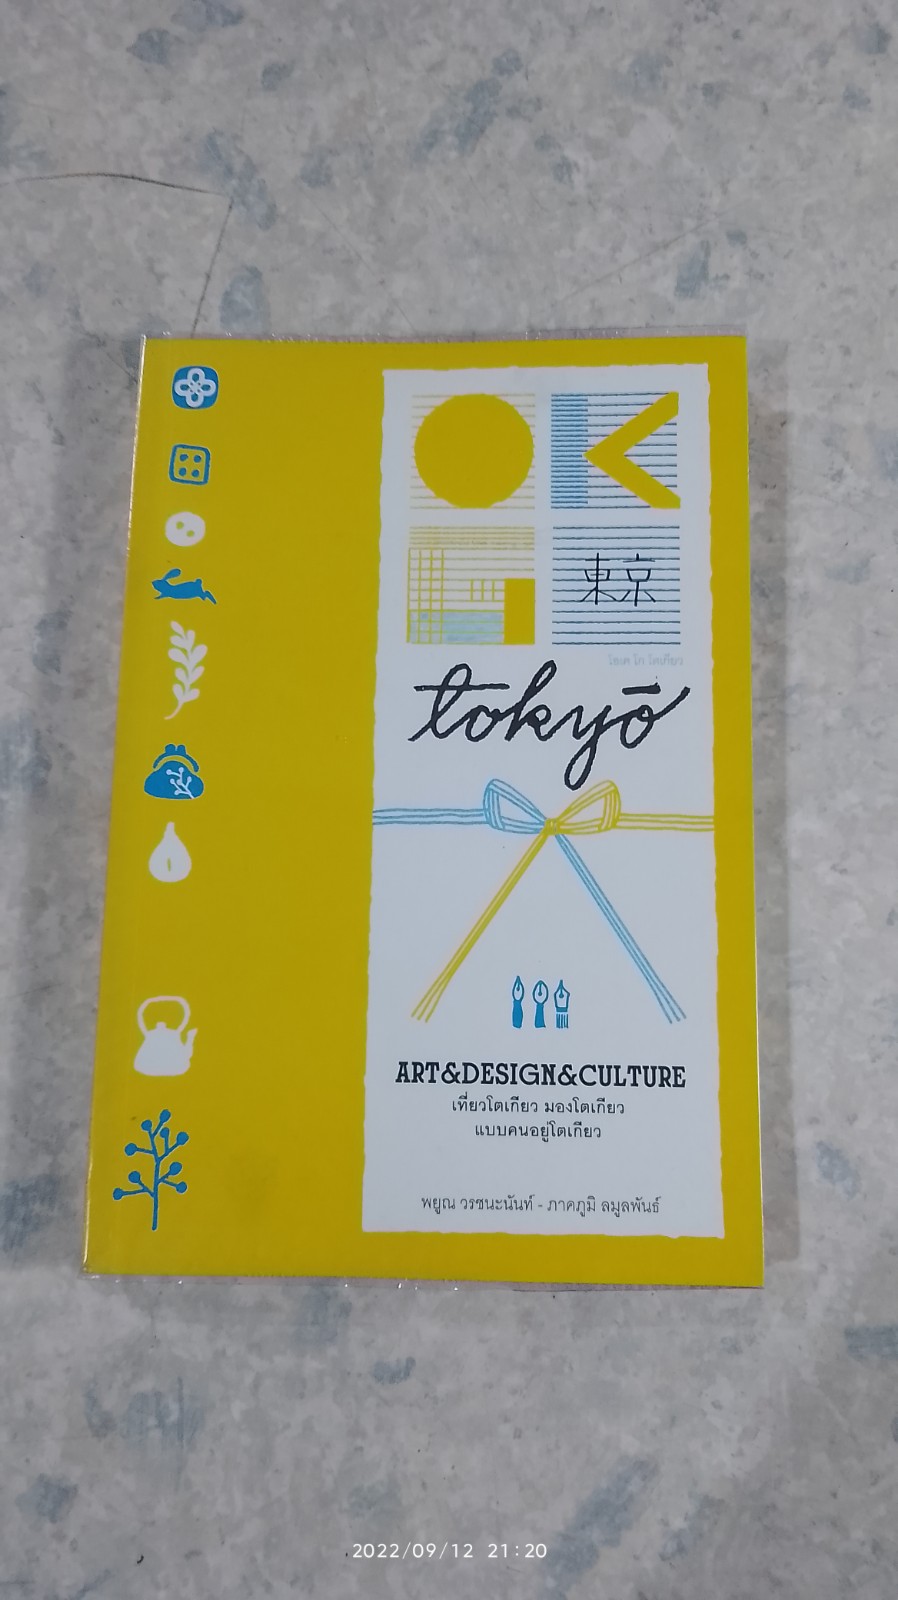 OK
東京
โอเค โก โตเกียว
tōkyō
ART&DESIGN&CULTURE
เที่ยวโตเกียว มองโตเกียว
แบบคนอยู่โตเกียว
พยูณ วรชนะนันท์ - ภาคภูมิ ลมูลพันธ์
2022/09/12 21:20